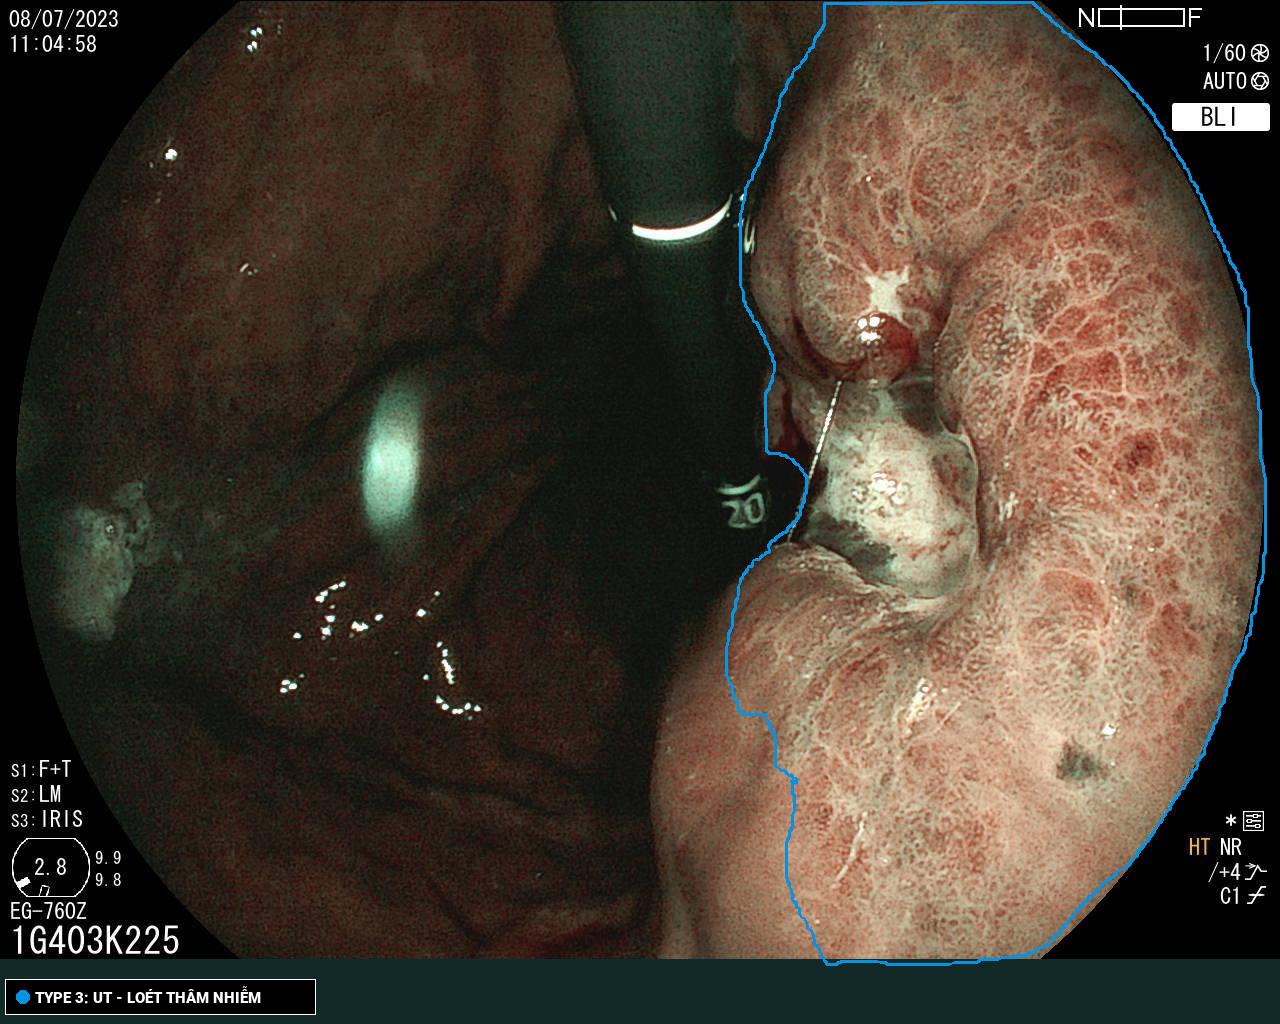 08/07/2023
11:04:58
N F
1/60
AUTO
BLI
20
S1:F+T
S2:LM
S3:IRIS
2.8
9.9
9.8
EG-760Z
1G403K225
*
HT NR
/+4
C1
TYPE 3: UT - LOÉT THÂM NHIỄM